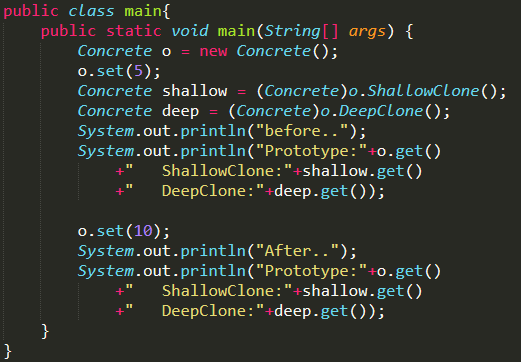 public class main{
    public static void main(String[] args) {
        Concrete o = new Concrete();
        o.set(5);
        Concrete shallow = (Concrete)o.ShallowClone();
        Concrete deep = (Concrete)o.DeepClone();
        System.out.println("before..");
        System.out.println("Prototype:"+o.get()
            +"   ShallowClone:"+shallow.get()
            +"   DeepClone:"+deep.get());

        o.set(10);
        System.out.println("After..");
        System.out.println("Prototype:"+o.get()
            +"   ShallowClone:"+shallow.get()
            +"   DeepClone:"+deep.get());
    }
}